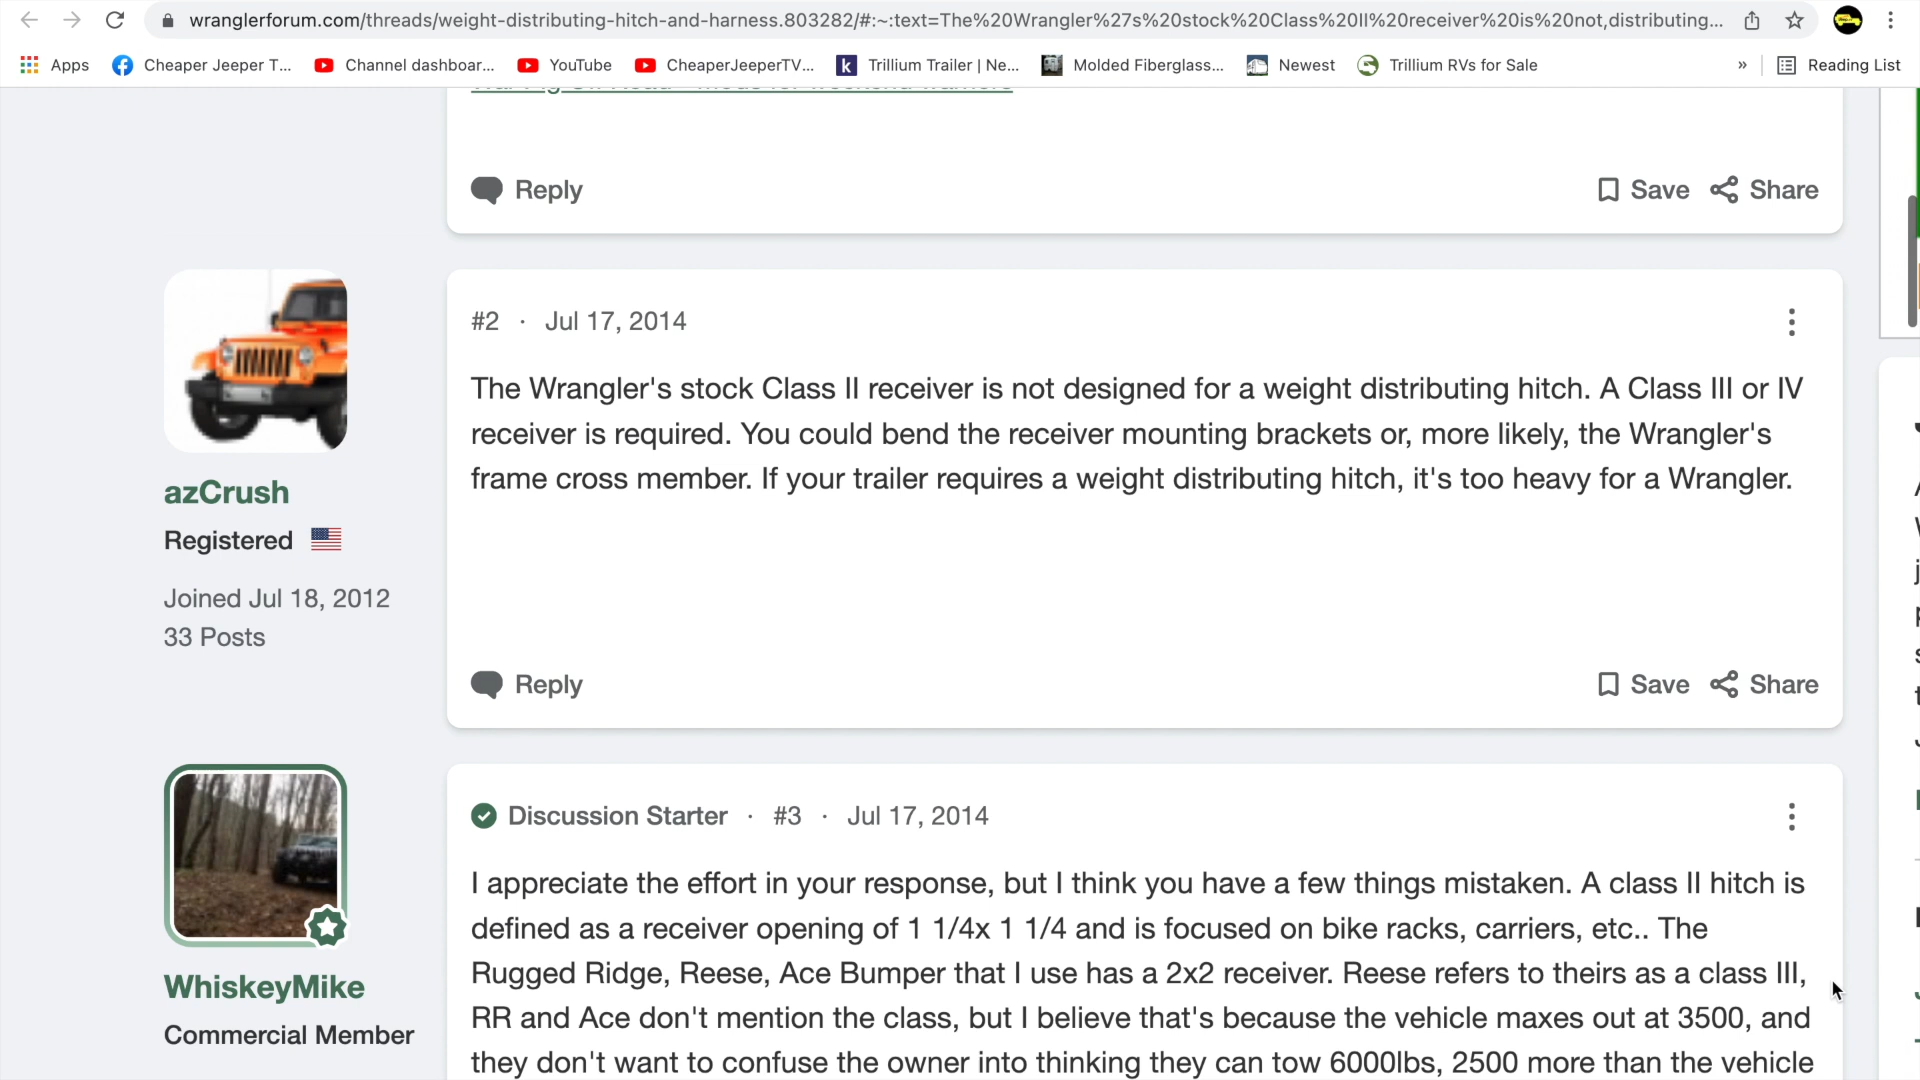 wranglerforum.com/threads/weight-distributing-hitch-and-harness.803282/#:~:text=The%20Wrangler%27s%20stock%20Class%20II%20receiver%20is%20not,distributing...
Apps Cheaper Jeeper T... Channel dashboar... YouTube CheaperJeeperTV... Trillium Trailer | Ne... Molded Fiberglass... Newest Trillium RVs for Sale » Reading List
Reply Save Share
#2 · Jul 17, 2014
The Wrangler's stock Class II receiver is not designed for a weight distributing hitch. A Class III or IV
receiver is required. You could bend the receiver mounting brackets or, more likely, the Wrangler's
frame cross member. If your trailer requires a weight distributing hitch, it's too heavy for a Wrangler.
azCrush
Registered
Joined Jul 18, 2012
33 Posts
Reply Save Share
Discussion Starter · #3 · Jul 17, 2014
I appreciate the effort in your response, but I think you have a few things mistaken. A class II hitch is
defined as a receiver opening of 1 1/4x 1 1/4 and is focused on bike racks, carriers, etc.. The
Rugged Ridge, Reese, Ace Bumper that I use has a 2x2 receiver. Reese refers to theirs as a class III,
RR and Ace don't mention the class, but I believe that's because the vehicle maxes out at 3500, and
they don't want to confuse the owner into thinking they can tow 6000lbs, 2500 more than the vehicle
WhiskeyMike
Commercial Member